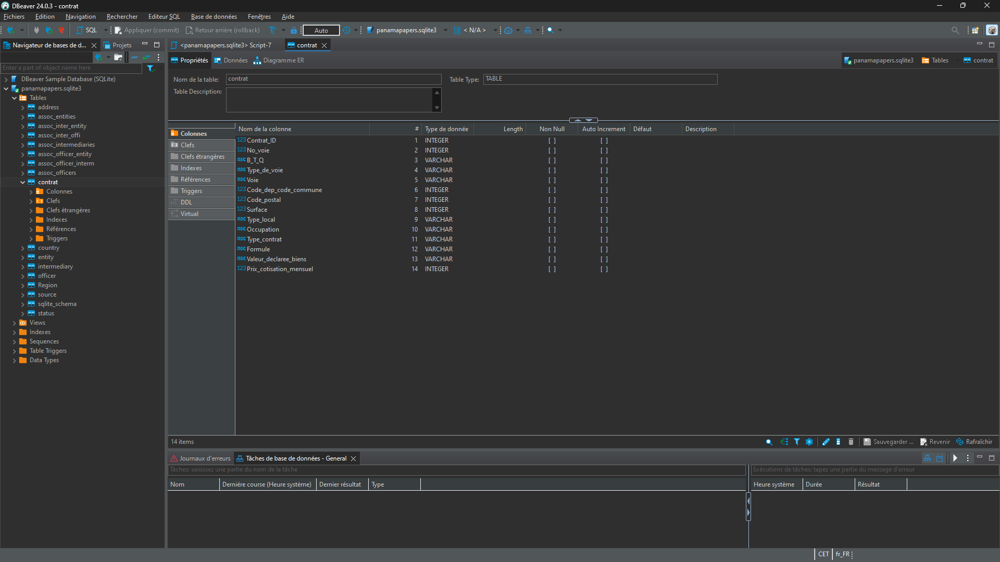 DBeaver 24.0.3 - contrat
Fichiers Edition Navigation Rechercher Editeur SQL Base de données Fenêtres Aide
SQL Appliquer (commit) Retour arrière (rollback) Auto panamapapers.sqlite3 < N/A >
Navigateur de bases de d... Projets
Enter a part of object name here
DBeaver Sample Database (SQLite)
panamapapers.sqlite3
Tables
address
assoc_entities
assoc_inter_entity
assoc_inter_offi
assoc_intermediaries
assoc_officer_entity
assoc_officer_interm
assoc_officers
contrat
Colonnes
Clefs
Clefs étrangères
Indexes
Références
Triggers
country
entity
intermediary
officer
Region
source
sqlite_schema
status
Views
Indexes
Sequences
Table Triggers
Data Types
<panamapapers.sqlite3> Script-7 contrat
Propriétés Données Diagramme ER panamapapers.sqlite3 Tables contrat
Nom de la table: contrat Table Type: TABLE
Table Description:
Colonnes
Clefs
Clefs étrangères
Indexes
Références
Triggers
DDL
Virtual
Nom de la colonne # Type de donnée Length Non Null Auto Increment Défaut Description
123 Contrat_ID 1 INTEGER [ ] [ ]
123 No_voie 2 INTEGER [ ] [ ]
ABC B_T_Q 3 VARCHAR [ ] [ ]
ABC Type_de_voie 4 VARCHAR [ ] [ ]
ABC Voie 5 VARCHAR [ ] [ ]
123 Code_dep_code_commune 6 INTEGER [ ] [ ]
123 Code_postal 7 INTEGER [ ] [ ]
123 Surface 8 INTEGER [ ] [ ]
ABC Type_local 9 VARCHAR [ ] [ ]
ABC Occupation 10 VARCHAR [ ] [ ]
ABC Type_contrat 11 VARCHAR [ ] [ ]
ABC Formule 12 VARCHAR [ ] [ ]
ABC Valeur_declaree_biens 13 VARCHAR [ ] [ ]
123 Prix_cotisation_mensuel 14 INTEGER [ ] [ ]
14 items Sauvegarder ... Revenir Rafraîchir
Journaux d'erreurs Tâches de base de données - General
Tâches: saisissez une partie du nom de la tâche
Nom Derniére course (Heure système) Dernier résultat Type
Exécutions de tâches: tapez une partie du message d'erreur
Heure système Durée Résultat
CET fr_FR